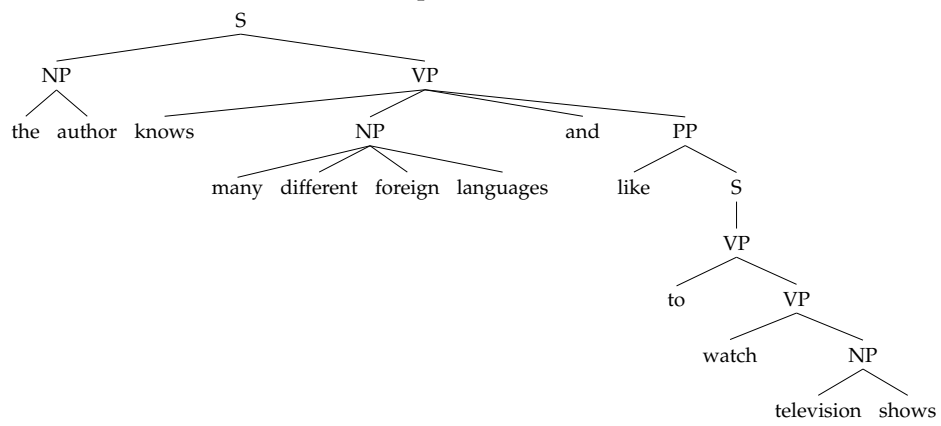 S
NP VP
the author knows NP and PP
many different foreign languages like S
VP
to VP
watch NP
television shows